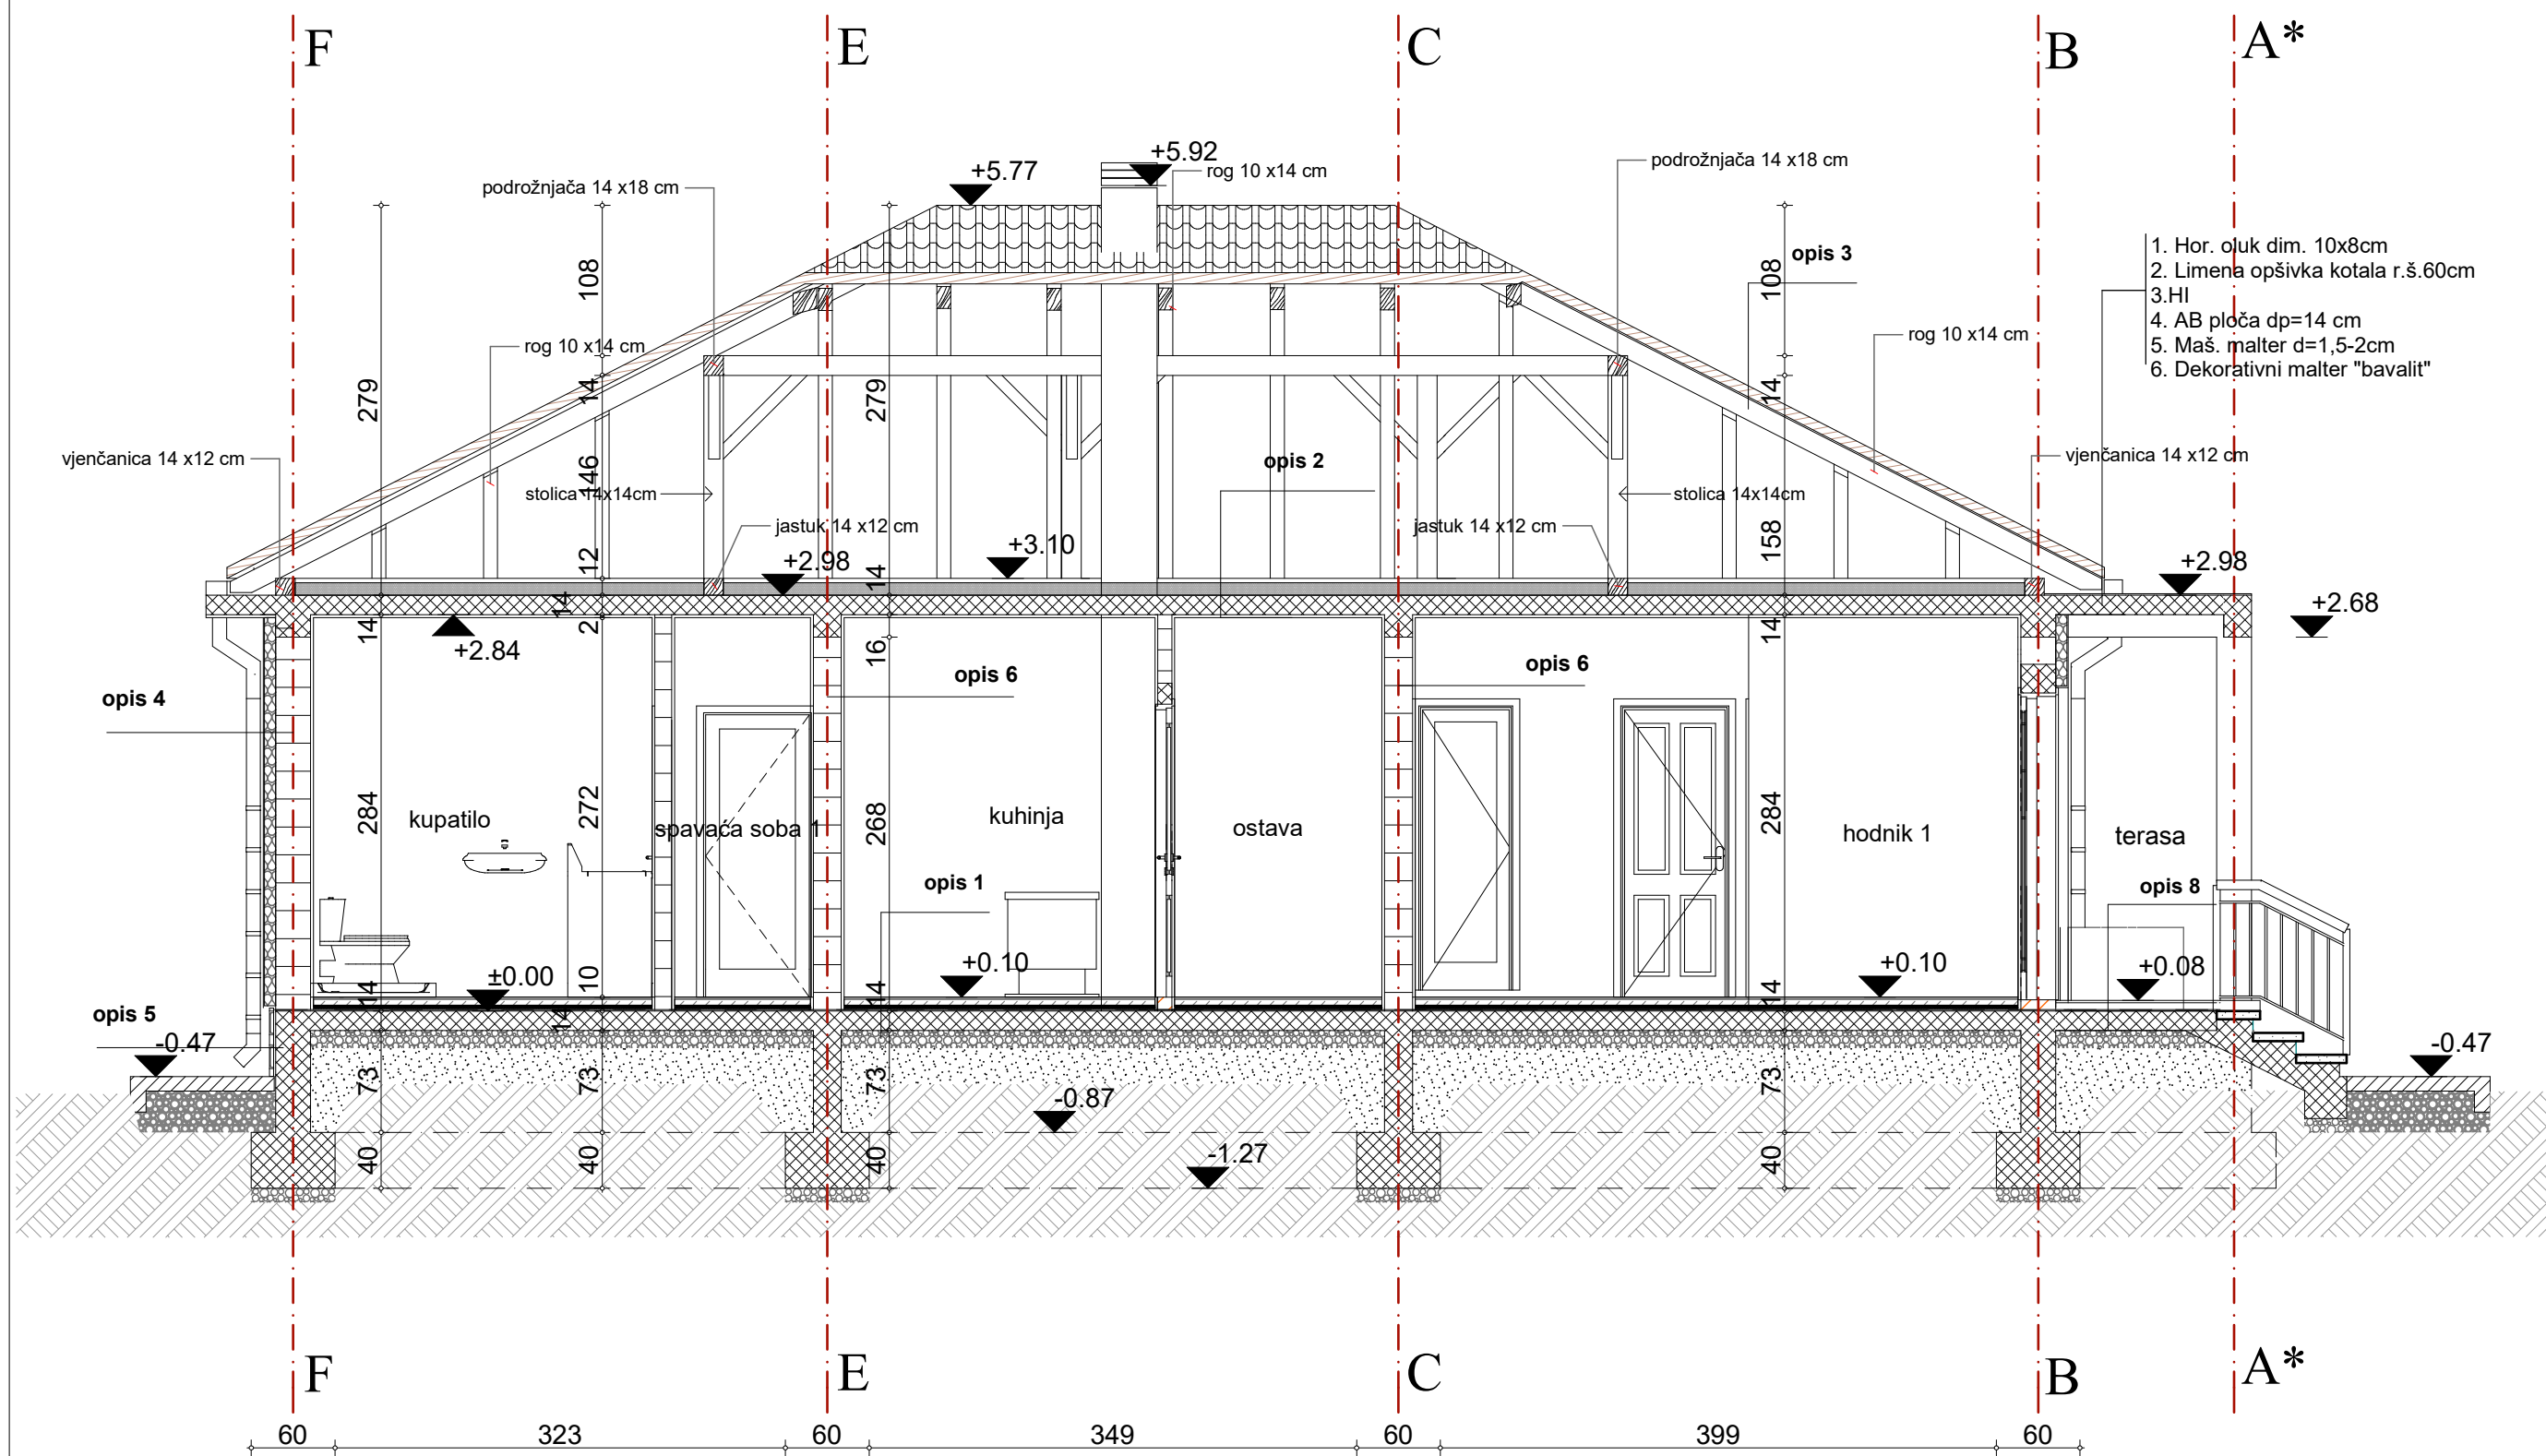 F
E
C
B
A*
+5.92
+5.77
podrožnjača 14 x18 cm
rog 10 x14 cm
podrožnjača 14 x18 cm
1. Hor. oluk dim. 10x8cm
2. Limena opšivka kotala r.š.60cm
3.HI
4. AB ploča dp=14 cm
5. Maš. malter d=1,5-2cm
6. Dekorativni malter "bavalit"
108
opis 3
108
rog 10 x14 cm
rog 10 x14 cm
279
14
279
14
vjenčanica 14 x12 cm
146
opis 2
vjenčanica 14 x12 cm
stolica 14x14cm
stolica 14x14cm
jastuk 14 x12 cm
jastuk 14 x12 cm
158
12
+2.98
+3.10
14
+2.98
14
+2.68
14
2
14
+2.84
16
opis 4
opis 6
opis 6
284
272
268
284
kupatilo
spavaća soba 1
kuhinja
ostava
hodnik 1
terasa
opis 1
opis 8
±0.00
10
+0.10
+0.10
+0.08
14
14
14
14
opis 5
-0.47
-0.47
73
73
73
73
-0.87
-1.27
40
40
40
40
F
E
C
B
A*
60
323
60
349
60
399
60